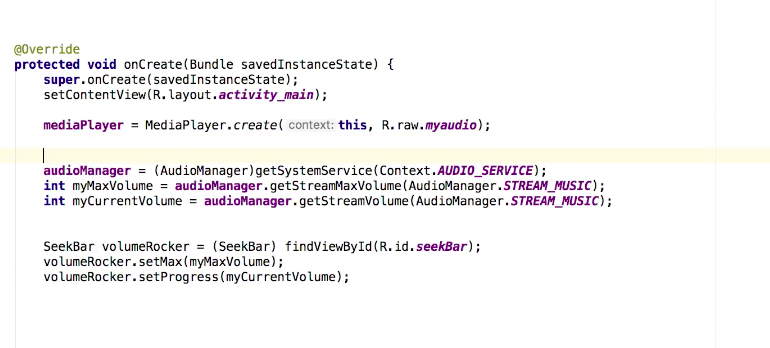 @Override
protected void onCreate(Bundle savedInstanceState) {
super.onCreate(savedInstanceState);
setContentView(R.layout.activity_main);
mediaPlayer = MediaPlayer.create( context: this, R.raw.myaudio);
audioManager = (AudioManager)getSystemService(Context.AUDIO_SERVICE);
int myMaxVolume = audioManager.getStreamMaxVolume(AudioManager.STREAM_MUSIC);
int myCurrentVolume = audioManager.getStreamVolume(AudioManager.STREAM_MUSIC);
SeekBar volumeRocker = (SeekBar) findViewById(R.id.seekBar);
volumeRocker.setMax(myMaxVolume);
volumeRocker.setProgress(myCurrentVolume);